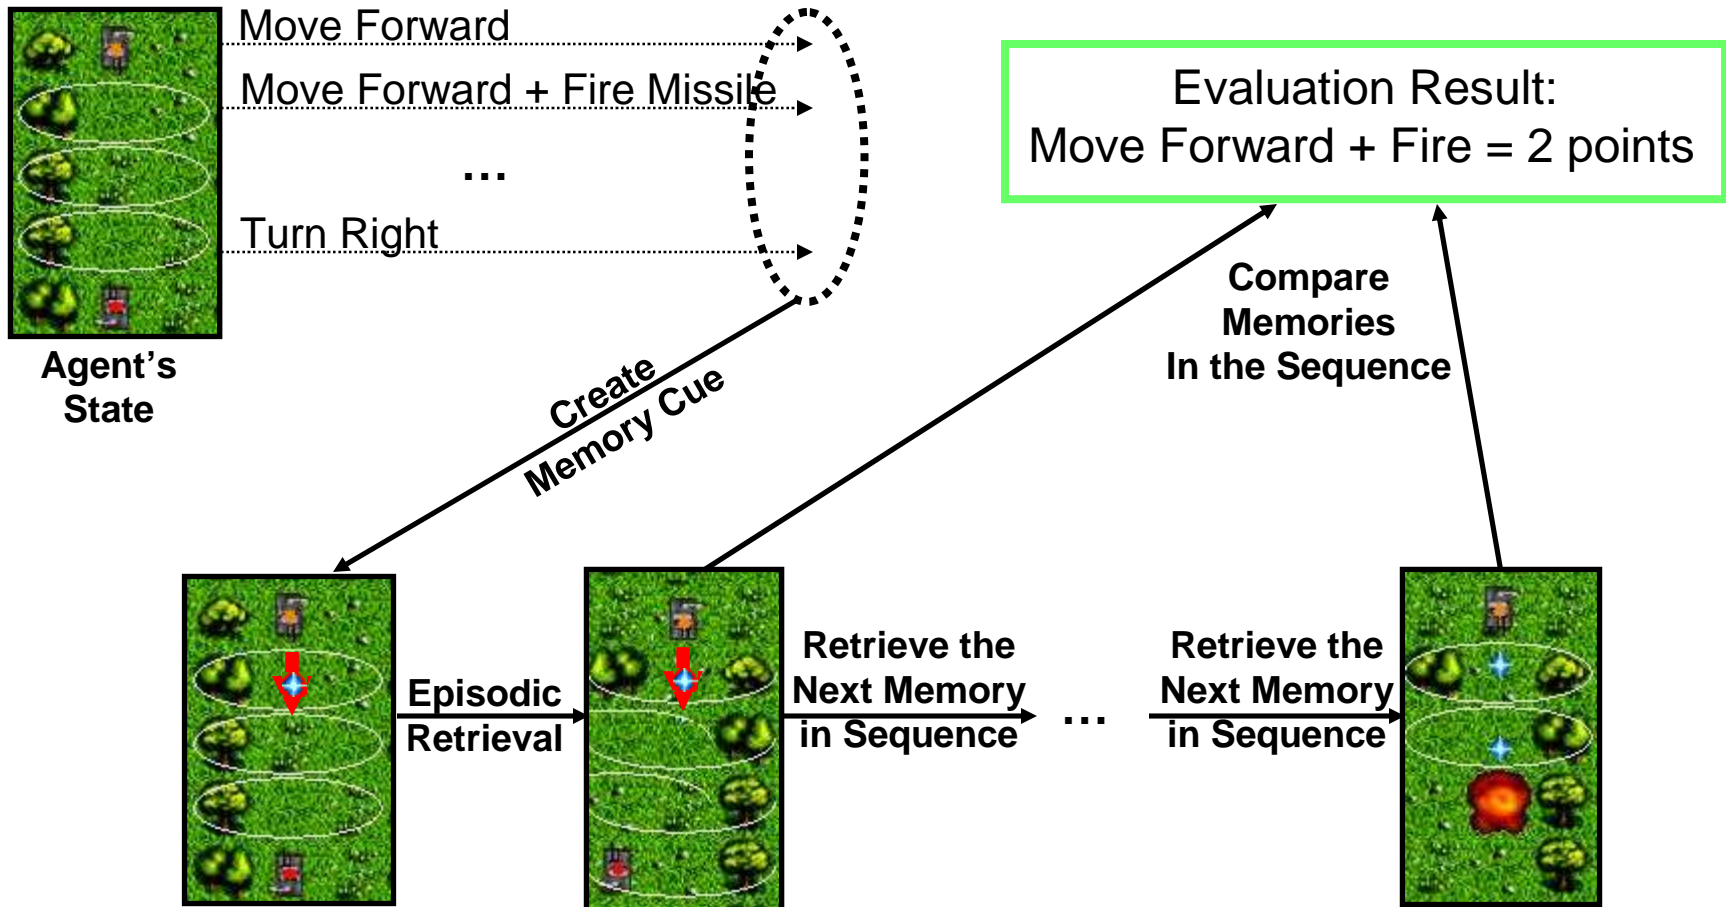 Move Forward
Move Forward + Fire Missile
...
Turn Right
Agent's
State
Evaluation Result:
Move Forward + Fire = 2 points
Compare
Memories
In the Sequence
Create
Memory Cue
Episodic
Retrieval
Retrieve the
Next Memory
in Sequence
...
Retrieve the
Next Memory
in Sequence